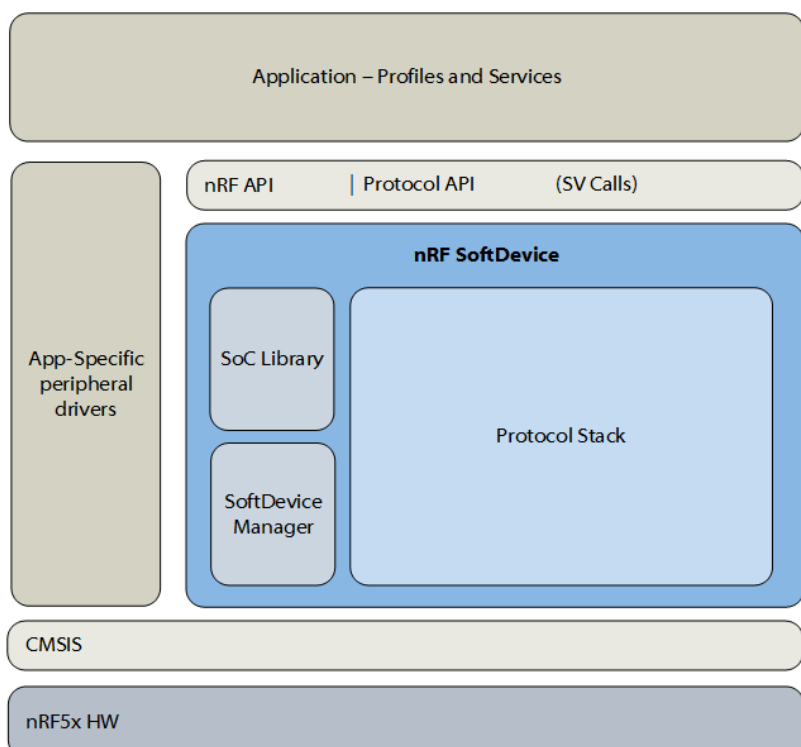 Application – Profiles and Services
nRF API | Protocol API (SV Calls)
nRF SoftDevice
App-Specific
peripheral
drivers
SoC Library
Protocol Stack
SoftDevice
Manager
CMSIS
nRF5x HW